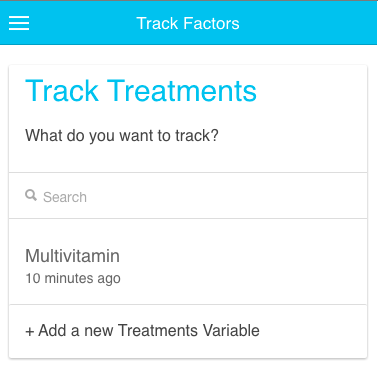 Track Factors
Track Treatments
What do you want to track?
Search
Multivitamin
10 minutes ago
+ Add a new Treatments Variable